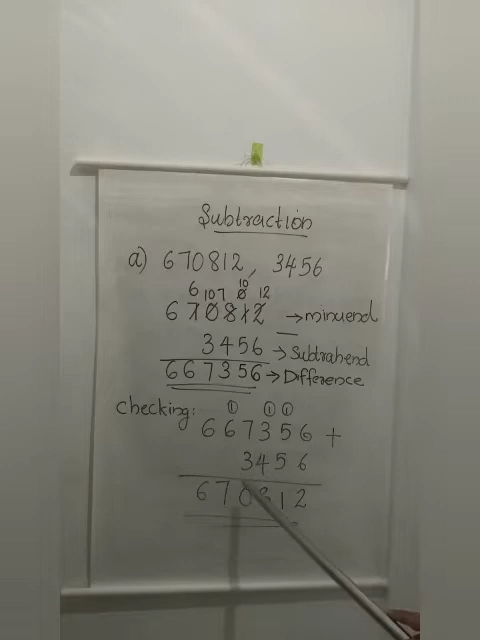 Subtraction
a) 670812, 3456
6 10 7 10 0 12
670812 → minuend
—
3456 → Subtrahend
667356 → Difference
checking: 1 1 1
667356 +
3456
670812